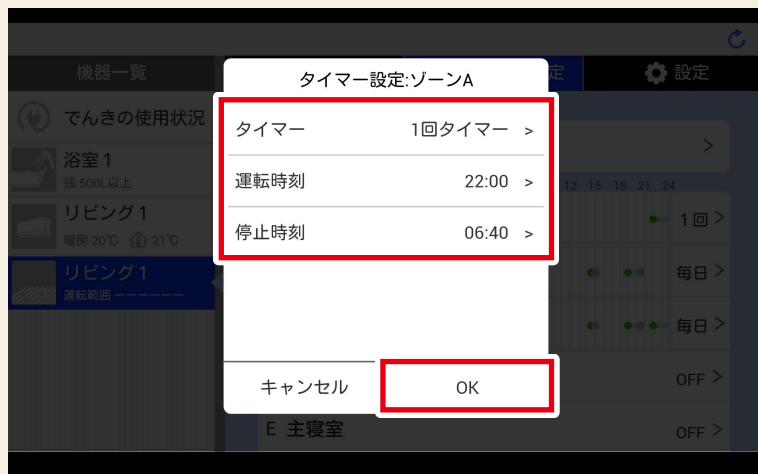 機器一覧
定
設定
でんきの使用状況
浴室1
残 500L以上
リビング1
暖房 20℃ 21℃
リビング1
運転範囲 ーーーーーー
タイマー設定:ゾーンA
タイマー 1回タイマー >
運転時刻 22:00 >
停止時刻 06:40 >
キャンセル OK
>
12 15 18 21 24
1回 >
毎日 >
毎日 >
OFF >
E 主寝室 OFF >